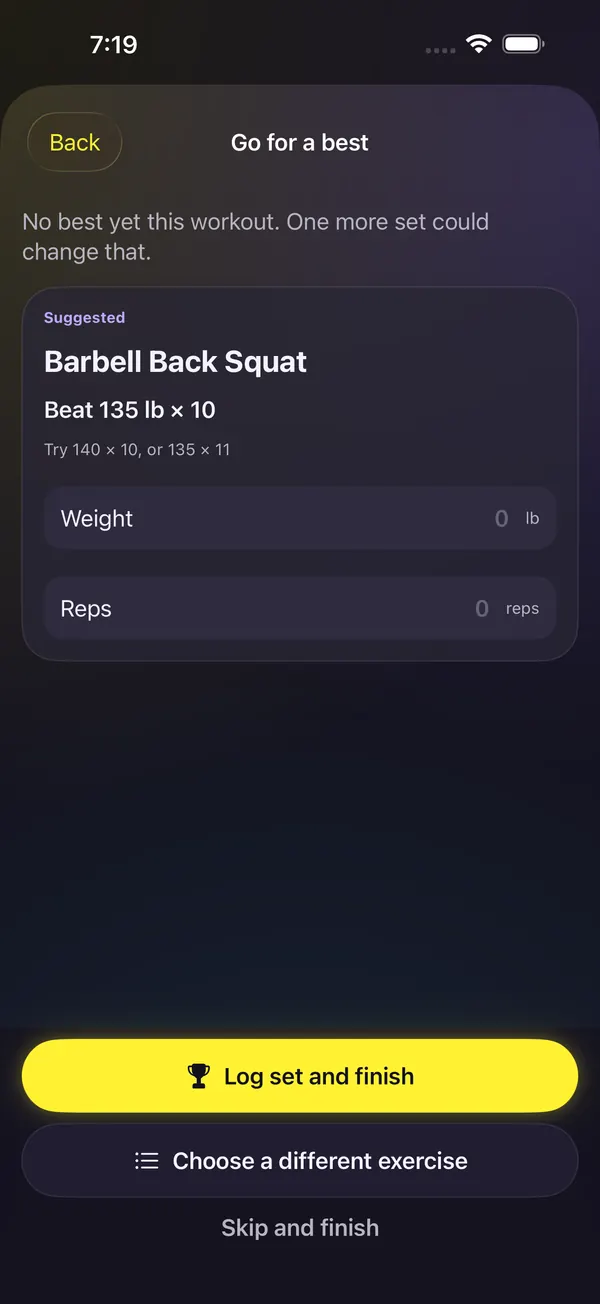 7:19
Back
Go for a best
No best yet this workout. One more set could
change that.
Suggested
Barbell Back Squat
Beat 135 lb × 10
Try 140 × 10, or 135 × 11
Weight 0 lb
Reps 0 reps
Log set and finish
Choose a different exercise
Skip and finish